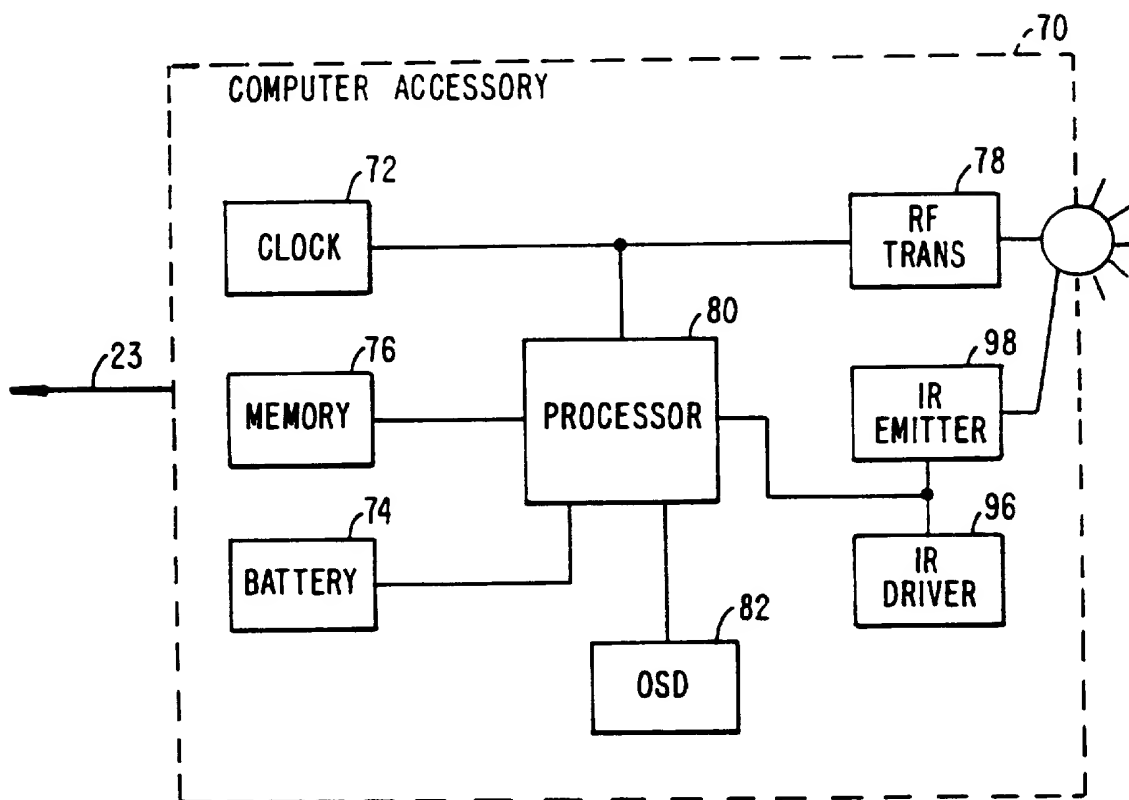 70
COMPUTER ACCESSORY
72
CLOCK
78
RF
TRANS
23
76
MEMORY
80
PROCESSOR
98
IR
EMITTER
74
BATTERY
96
IR
DRIVER
82
OSD